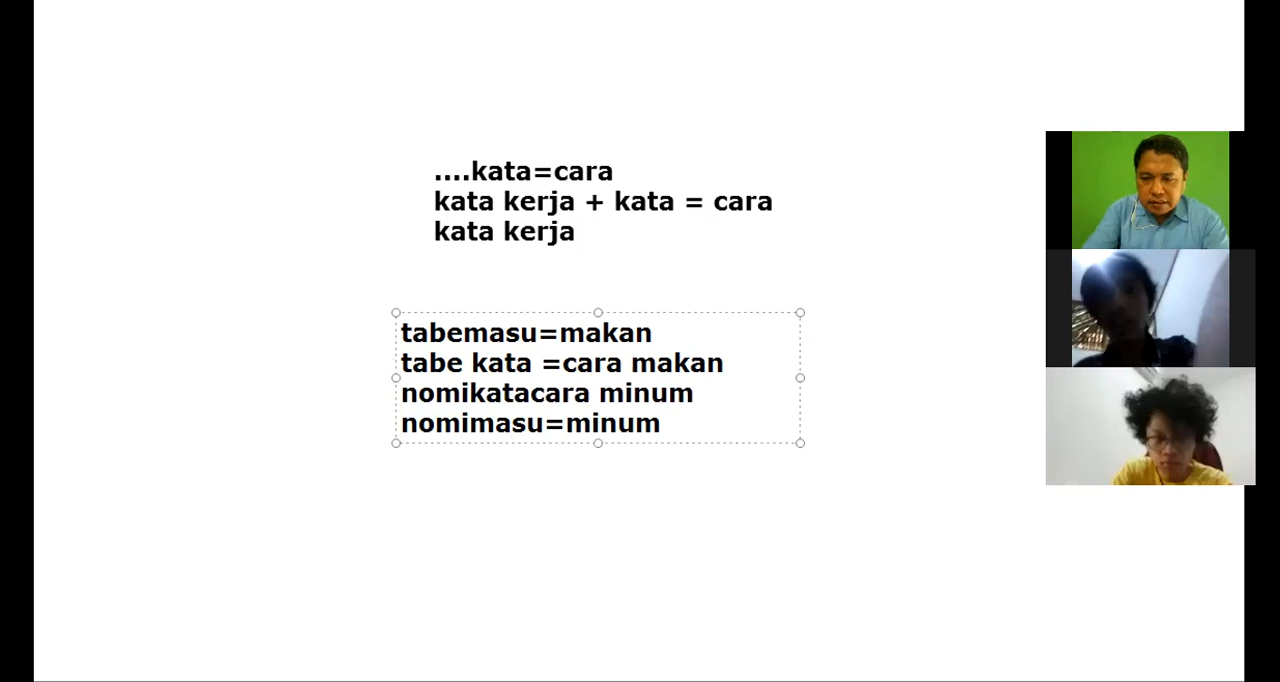 ....kata=cara
kata kerja + kata = cara
kata kerja
tabemasu=makan
tabe kata =cara makan
nomikatacara minum
nomimasu=minum